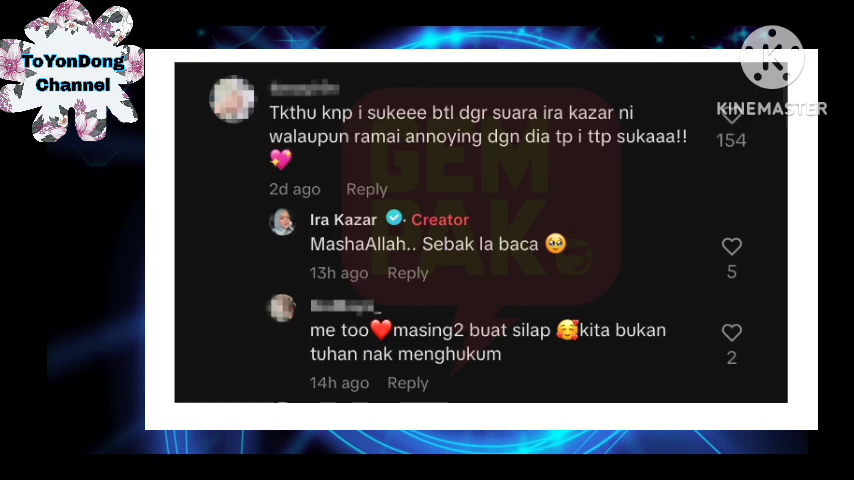 ToYonDong
Channel
KINEMASTER
Tkthu knp i sukeee btl dgr suara ira kazar ni
walaupun ramai annoying dgn dia tp i ttp sukaaa!!
💖
154
2d ago Reply
GEMPAK
Ira Kazar · Creator
MashaAllah.. Sebak la baca 🥹
13h ago Reply
5
me too❤️masing2 buat silap 🥰kita bukan
tuhan nak menghukum
14h ago Reply
2